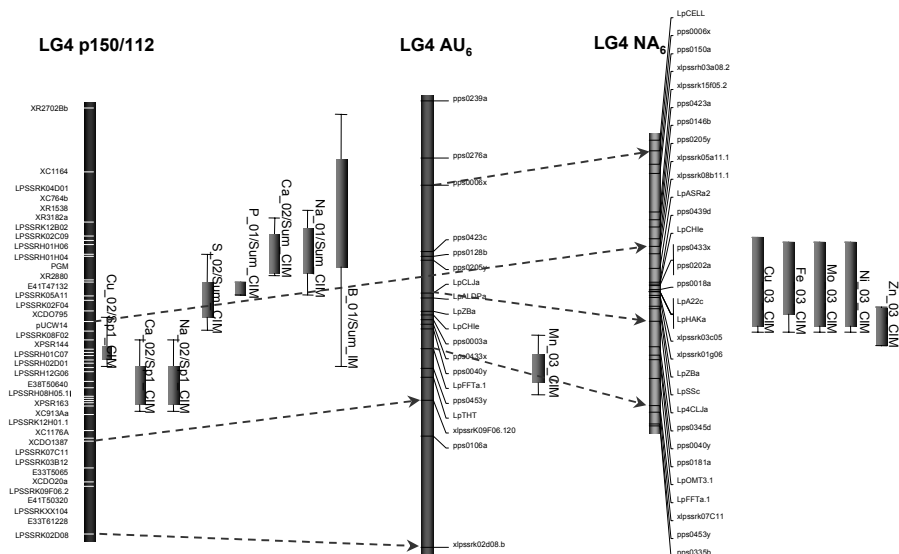 LG4 p150/112
XR2702Bb
XC1164
LPSSRK04D01
XC764b
XR1538
XR3182a
LPSSRK12B02
LPSSRK02C09
LPSSRH01H06
LPSSRH01H04
PGM
XR2880
E41T47132
LPSSRK05A11
LPSSRK02F04
XCDO795
pUCW14
LPSSRK08F02
XPSR144
LPSSRH01C07
LPSSRH02D01
LPSSRH12G06
E38T50640
LPSSRH08H05.1
XPSR163
XC913Aa
LPSSRK12H01.1
XC1176A
XCDO1387
LPSSRK07C11
LPSSRK03B12
E33T5065
XCDO20a
LPSSRK09F06.2
E41T50320
LPSSRKXX104
E33T61228
LPSSRK02D08
Cu_02/Sp1_CIM
Ca_02/Sp1_CIM
Na_02/Sp1_CIM
S_02/Sum1_CIM
P_01/Sum_CIM
Ca_02/Sum_CIM
Na_01/Sum_CIM
B_01/Sum_IM
LG4 AU6
pps0239a
pps0276a
pps0006x
pps0423c
pps0128b
pps0205y
LpCLJa
LpALDPa
LpZBa
LpCHIe
pps0003a
pps0433x
pps0040y
LpFFTa.1
pps0453y
LpTHT
xlpssrK09F06.120
pps0106a
xlpssrk02d08.b
Mn_03_CIM
LG4 NA6
LpCELL
pps0006x
pps0150a
xlpssrh03a08.2
xlpssrk15f05.2
pps0423a
pps0146b
pps0205y
xlpssrk05a11.1
xlpssrk08b11.1
LpASRa2
pps0439d
LpCHIe
pps0433x
pps0202a
pps0018a
LpA22c
LpHAKa
xlpssrk03c05
xlpssrk01g06
LpZBa
LpSSc
Lp4CLJa
pps0345d
pps0040y
pps0181a
LpOMT3.1
LpFFTa.1
xlpssrk07C11
pps0453y
pps0335b
Cu_03_CIM
Fe_03_CIM
Mo_03_CIM
Ni_03_CIM
Zn_03_CIM